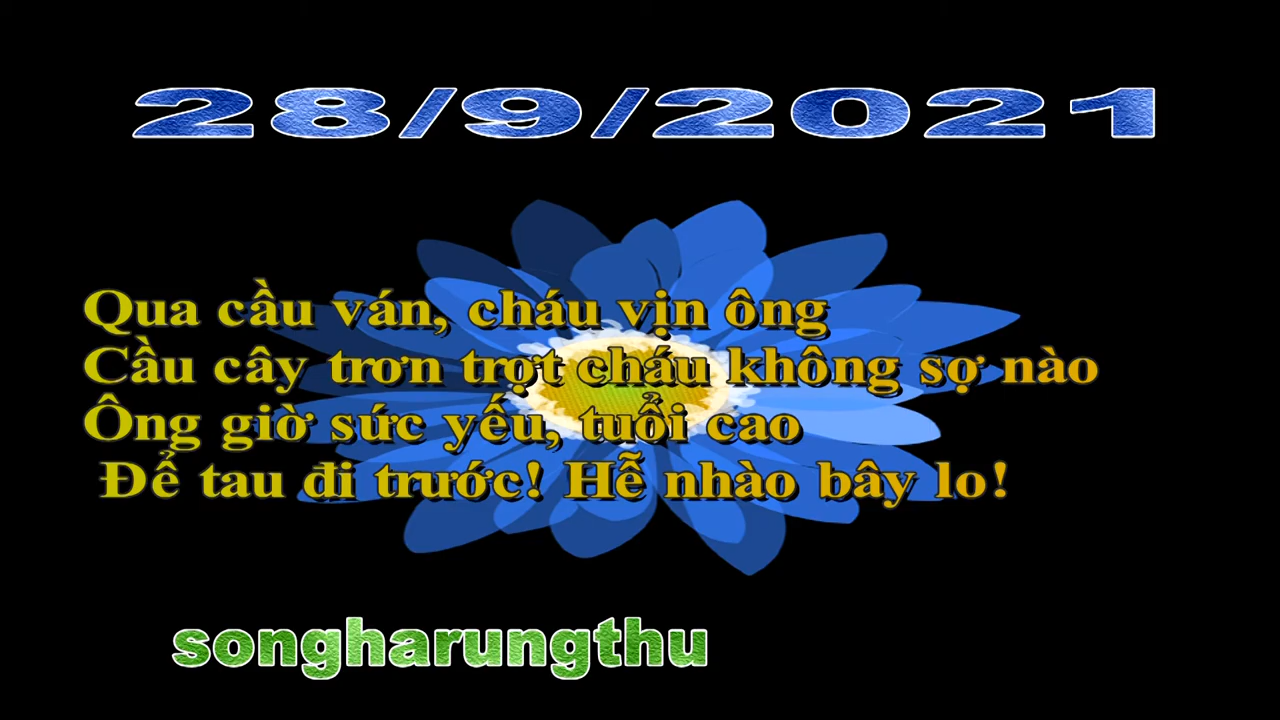 28/9/2021
Qua cầu ván, cháu vịn ông
Cầu cây trơn trợt cháu không sợ nào
Ông giờ sức yếu, tuổi cao
Để tau đi trước! Hễ nhào bây lo!
songharungthu